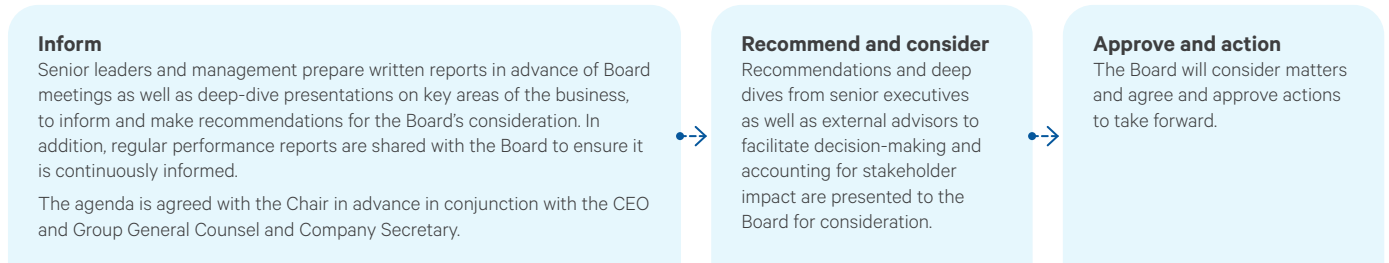 Inform
Senior leaders and management prepare written reports in advance of Board
meetings as well as deep-dive presentations on key areas of the business,
to inform and make recommendations for the Board’s consideration. In
addition, regular performance reports are shared with the Board to ensure it
is continuously informed.
The agenda is agreed with the Chair in advance in conjunction with the CEO
and Group General Counsel and Company Secretary.
Recommend and consider
Recommendations and deep
dives from senior executives
as well as external advisors to
facilitate decision-making and
accounting for stakeholder
impact are presented to the
Board for consideration.
Approve and action
The Board will consider matters
and agree and approve actions
to take forward.